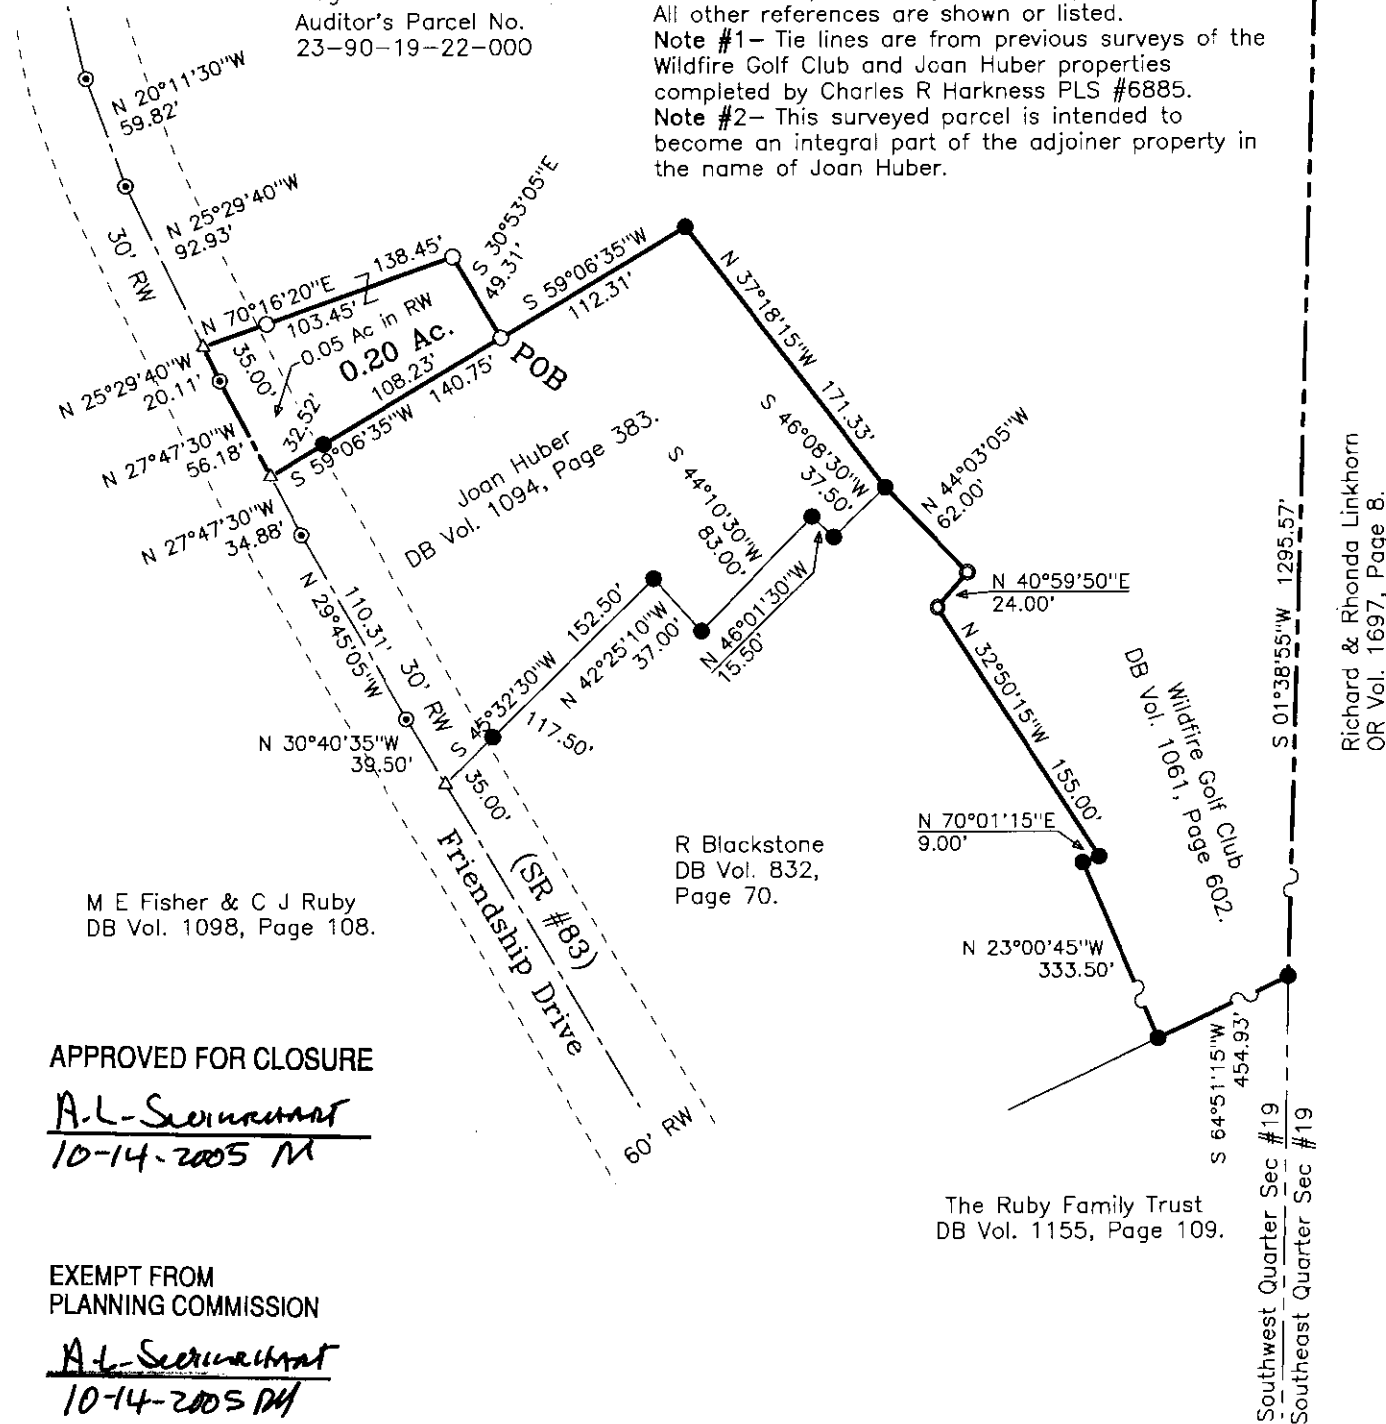 Auditor's Parcel No.
23-90-19-22-000
All other references are shown or listed.
Note #1- Tie lines are from previous surveys of the
Wildfire Golf Club and Joan Huber properties
completed by Charles R Harkness PLS #6885.
Note #2- This surveyed parcel is intended to
become an integral part of the adjoiner property in
the name of Joan Huber.
N 20°11'30"W
59.82'
N 25°29'40"W
92.93'
30' RW
N 70°16'20"E
138.45'
103.45'
S 30°53'05"E
49.31'
S 59°06'35"W
112.31'
N 37°18'15"W 171.33'
0.05 Ac in RW
0.20 Ac.
35.00'
POB
N 25°29'40"W
20.11'
108.23'
140.75'
32.52'
S 59°06'35"W
N 27°47'30"W
56.18'
N 27°47'30"W
34.88'
Joan Huber
DB Vol. 1094, Page 383.
S 46°08'30"W
37.50'
S 44°10'30"W
83.00'
N 44°03'05"W
62.00'
N 40°59'50"E
24.00'
N 46°01'30"W
15.50'
152.50'
N 42°25'10"W
37.00'
S 45°32'30"W
117.50'
35.00'
110.31'
N 29°45'05"W
30' RW
N 30°40'35"W
39.50'
N 32°50'15"W 155.00'
Wildfire Golf Club
DB Vol. 1061, Page 602.
S 01°38'55"W 1295.57'
Richard & Rhonda Linkhorn
OR Vol. 1697, Page 8.
N 70°01'15"E
9.00'
R Blackstone
DB Vol. 832,
Page 70.
M E Fisher & C J Ruby
DB Vol. 1098, Page 108.
(SR #83)
Friendship Drive
N 23°00'45"W
333.50'
S 64°51'15"W
454.93'
60' RW
APPROVED FOR CLOSURE
10-14-2005
The Ruby Family Trust
DB Vol. 1155, Page 109.
Southwest Quarter Sec #19
Southeast Quarter Sec #19
EXEMPT FROM
PLANNING COMMISSION
10-14-2005